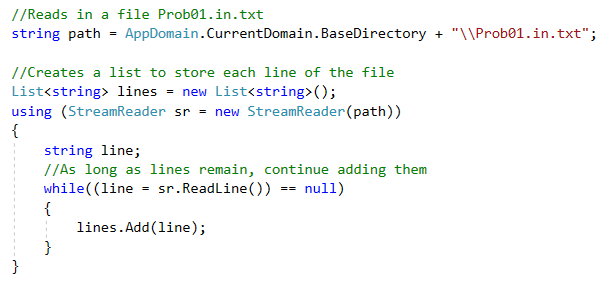 //Reads in a file Prob01.in.txt
string path = AppDomain.CurrentDomain.BaseDirectory + "\\Prob01.in.txt";

//Creates a list to store each line of the file
List<string> lines = new List<string>();
using (StreamReader sr = new StreamReader(path))
{
    string line;
    //As long as lines remain, continue adding them
    while((line = sr.ReadLine()) == null)
    {
        lines.Add(line);
    }
}